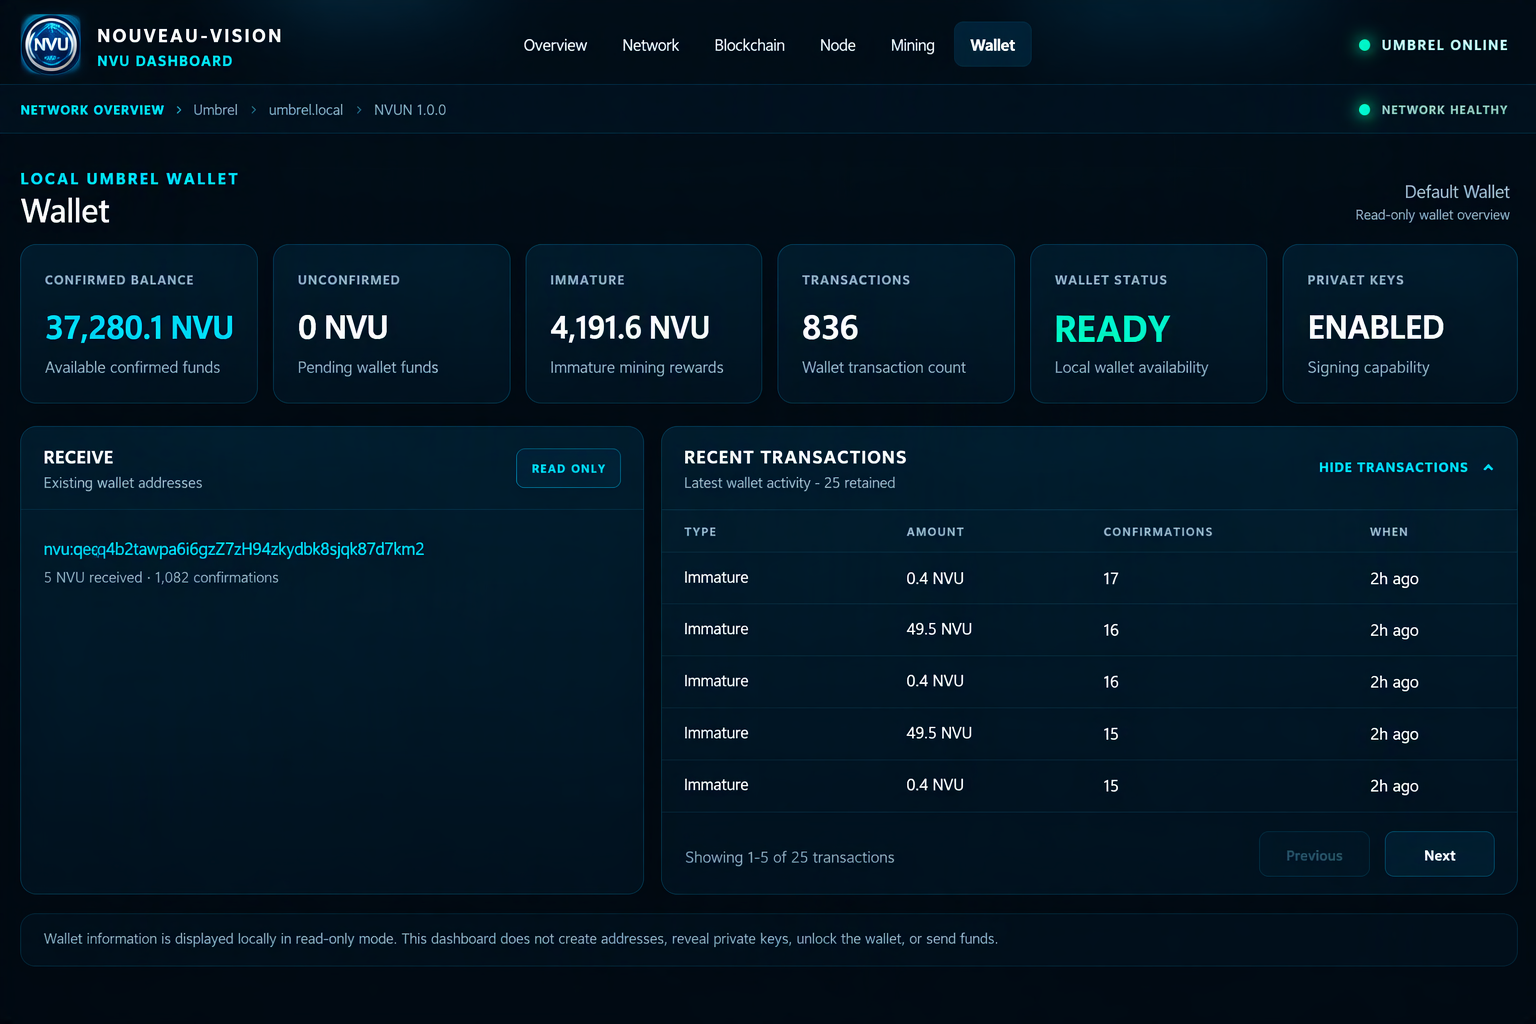 NVU
NOUVEAU-VISION
NVU DASHBOARD
Overview Network Blockchain Node Mining Wallet
UMBREL ONLINE
NETWORK OVERVIEW > Umbrel > umbrel.local > NVUN 1.0.0
NETWORK HEALTHY
LOCAL UMBREL WALLET
Wallet
Default Wallet
Read-only wallet overview
CONFIRMED BALANCE
37,280.1 NVU
Available confirmed funds
UNCONFIRMED
0 NVU
Pending wallet funds
IMMATURE
4,191.6 NVU
Immature mining rewards
TRANSACTIONS
836
Wallet transaction count
WALLET STATUS
READY
Local wallet availability
PRIVAET KEYS
ENABLED
Signing capability
RECEIVE
Existing wallet addresses
READ ONLY
nvu:qecq4b2tawpa6i6gzZ7zH94zkydbk8sjqk87d7km2
5 NVU received · 1,082 confirmations
RECENT TRANSACTIONS
Latest wallet activity - 25 retained
HIDE TRANSACTIONS
TYPE AMOUNT CONFIRMATIONS WHEN
Immature 0.4 NVU 17 2h ago
Immature 49.5 NVU 16 2h ago
Immature 0.4 NVU 16 2h ago
Immature 49.5 NVU 15 2h ago
Immature 0.4 NVU 15 2h ago
Showing 1-5 of 25 transactions
Previous Next
Wallet information is displayed locally in read-only mode. This dashboard does not create addresses, reveal private keys, unlock the wallet, or send funds.